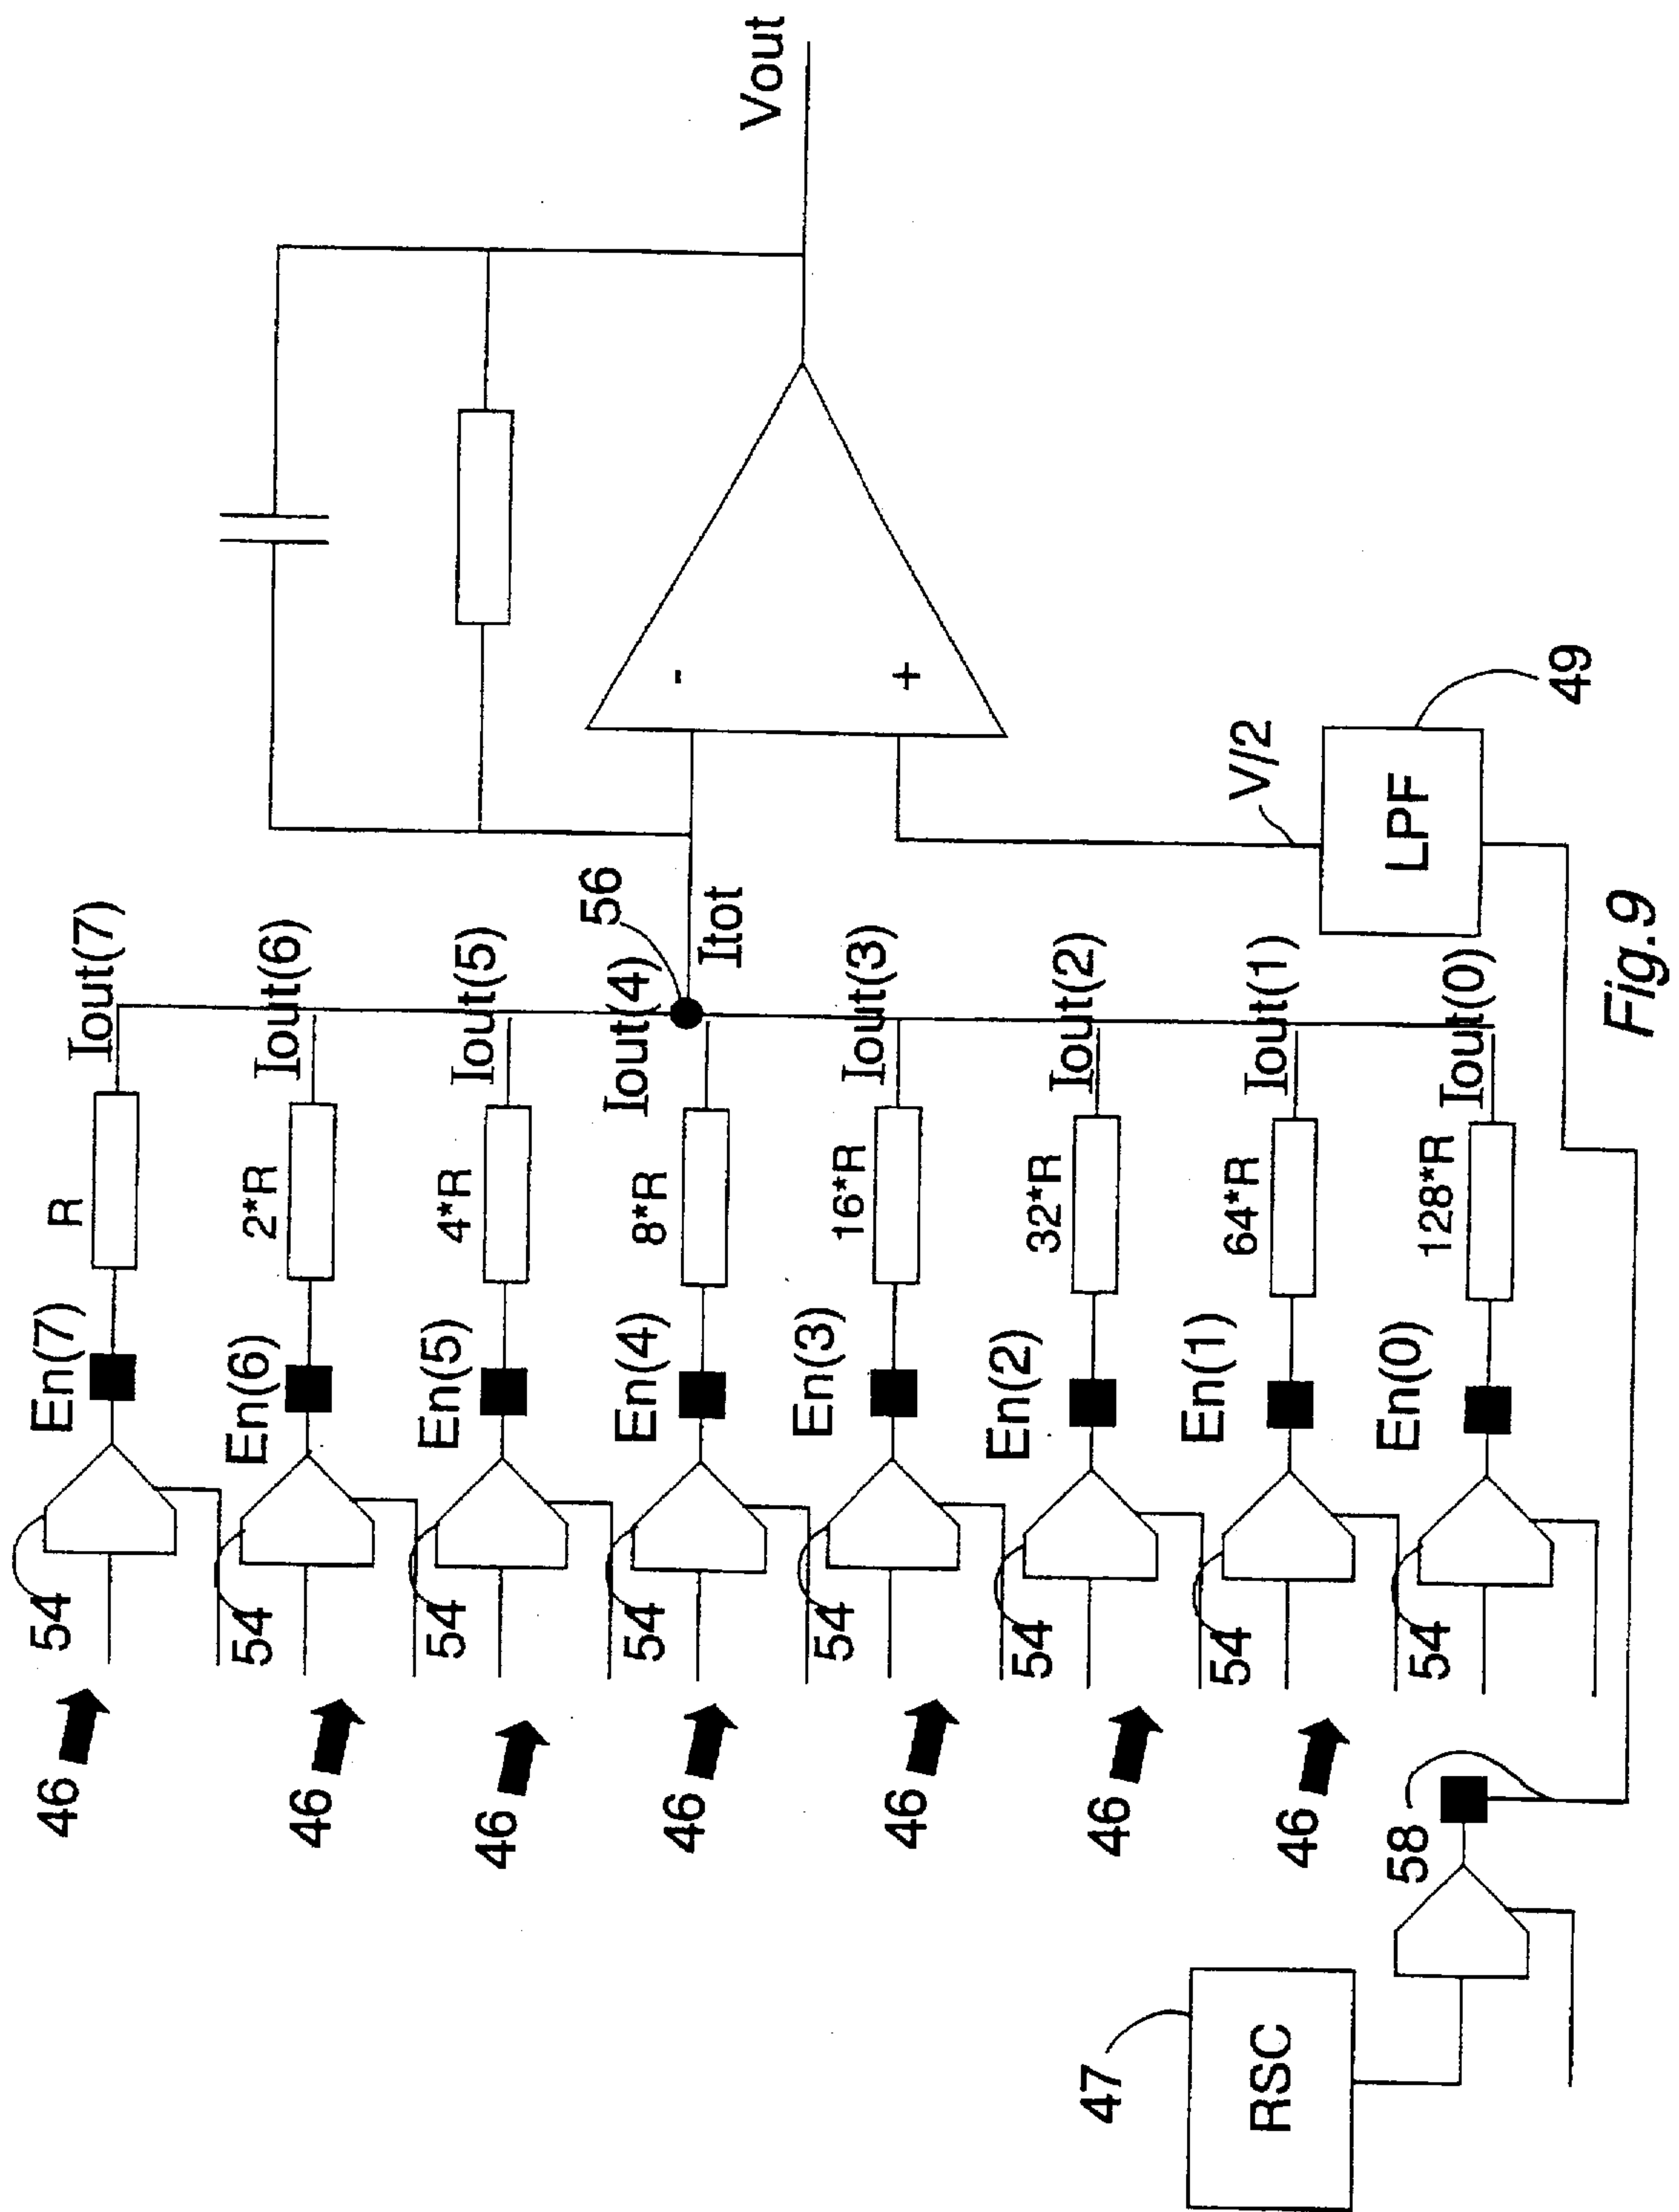 46
54
En(7)
R
Iout(7)
46
54
En(6)
2*R
Iout(6)
46
54
En(5)
4*R
Iout(5)
46
54
En(4)
8*R
Iout(4)
56
Itot
-
+
Vout
46
54
En(3)
16*R
Iout(3)
46
54
En(2)
32*R
Iout(2)
46
54
En(1)
64*R
Iout(1)
54
En(0)
128*R
Iout(0)
47
RSC
58
V/2
LPF
49
Fig.9